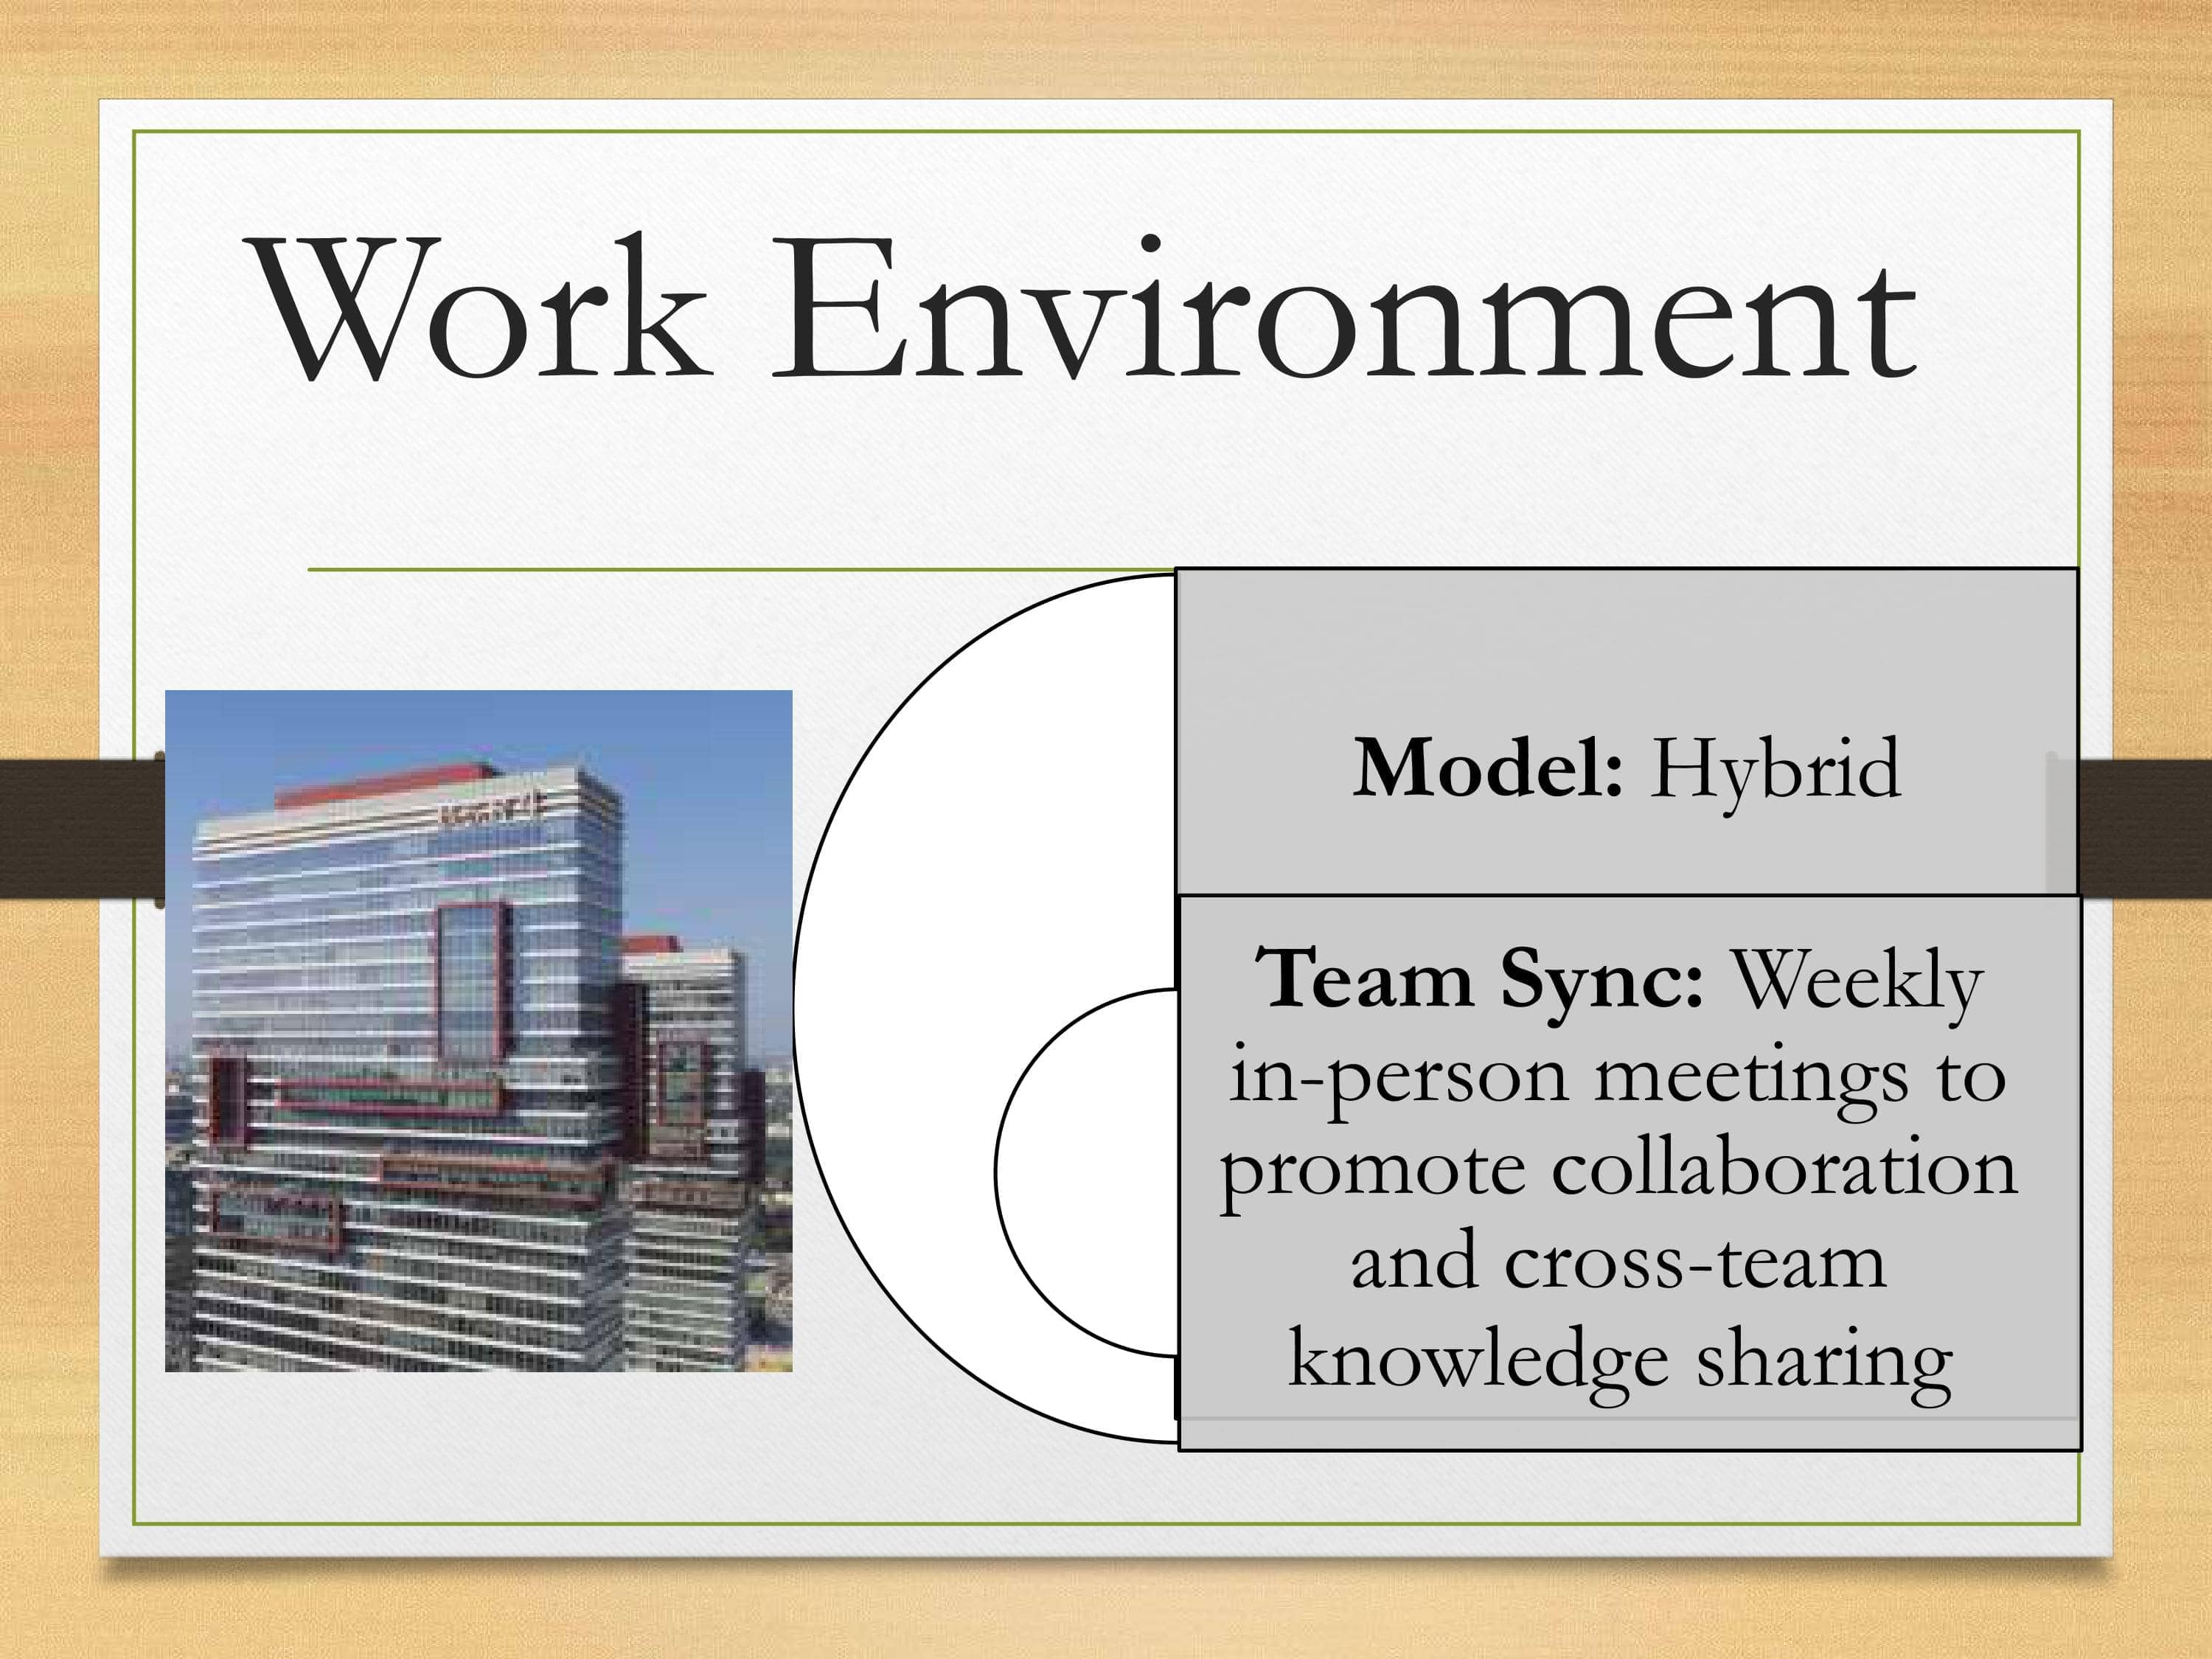 Work Environment
Model: Hybrid
Team Sync: Weekly
in-person meetings to
promote collaboration
and cross-team
knowledge sharing